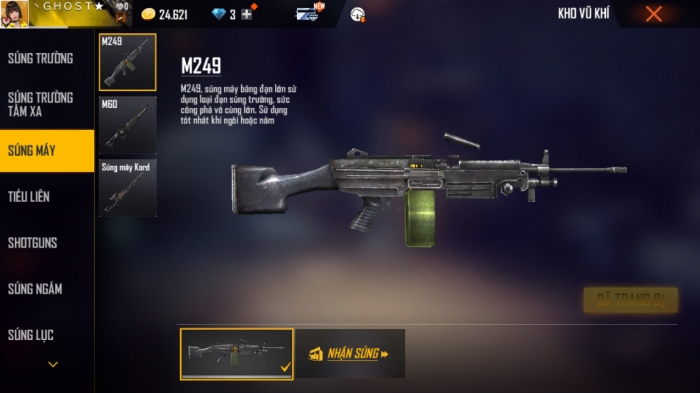 GHOST★
24.621
3
NEW
KHO VŨ KHÍ
SÚNG TRƯỜNG
SÚNG TRƯỜNG
TẦM XA
SÚNG MÁY
TIỂU LIÊN
SHOTGUNS
SÚNG NGẮM
SÚNG LỤC
M249
M60
Súng máy Kord
M249
M249, súng máy băng đạn lớn sử
dụng loại đạn súng trường, sức
công phá vô cùng lớn. Sử dụng
tốt nhất khi ngồi hoặc nằm
ĐÃ TRANG BỊ
NHẬN SÚNG